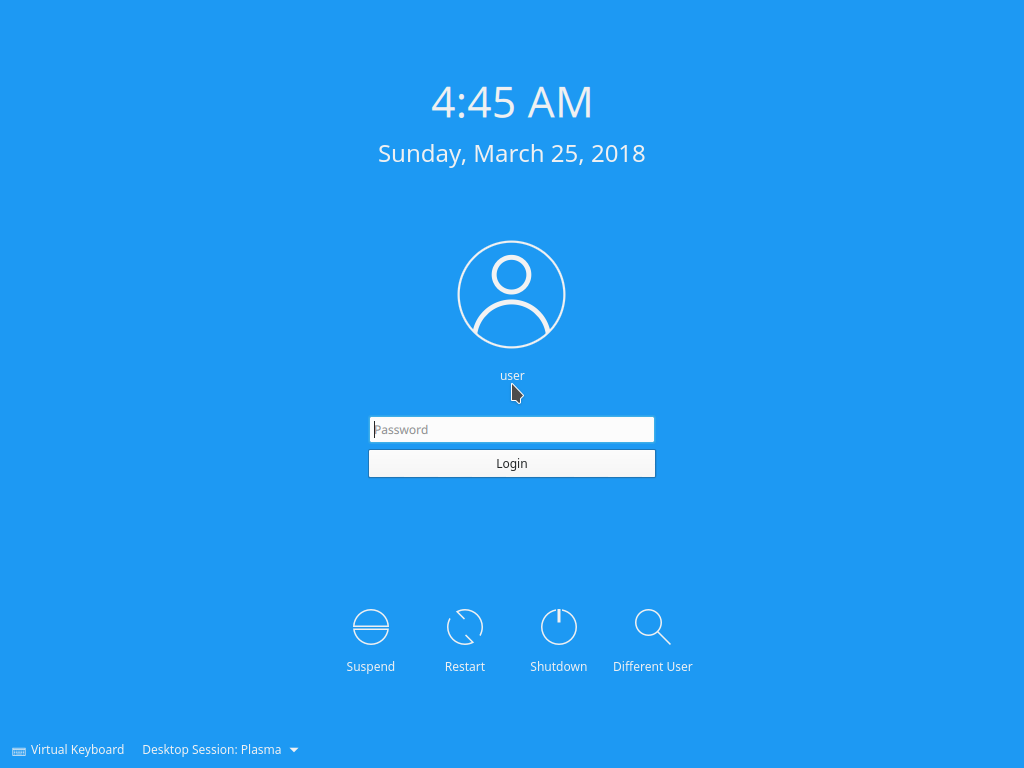 4:45 AM
Sunday, March 25, 2018
user
Password
Login
Suspend Restart Shutdown Different User
Virtual Keyboard Desktop Session: Plasma